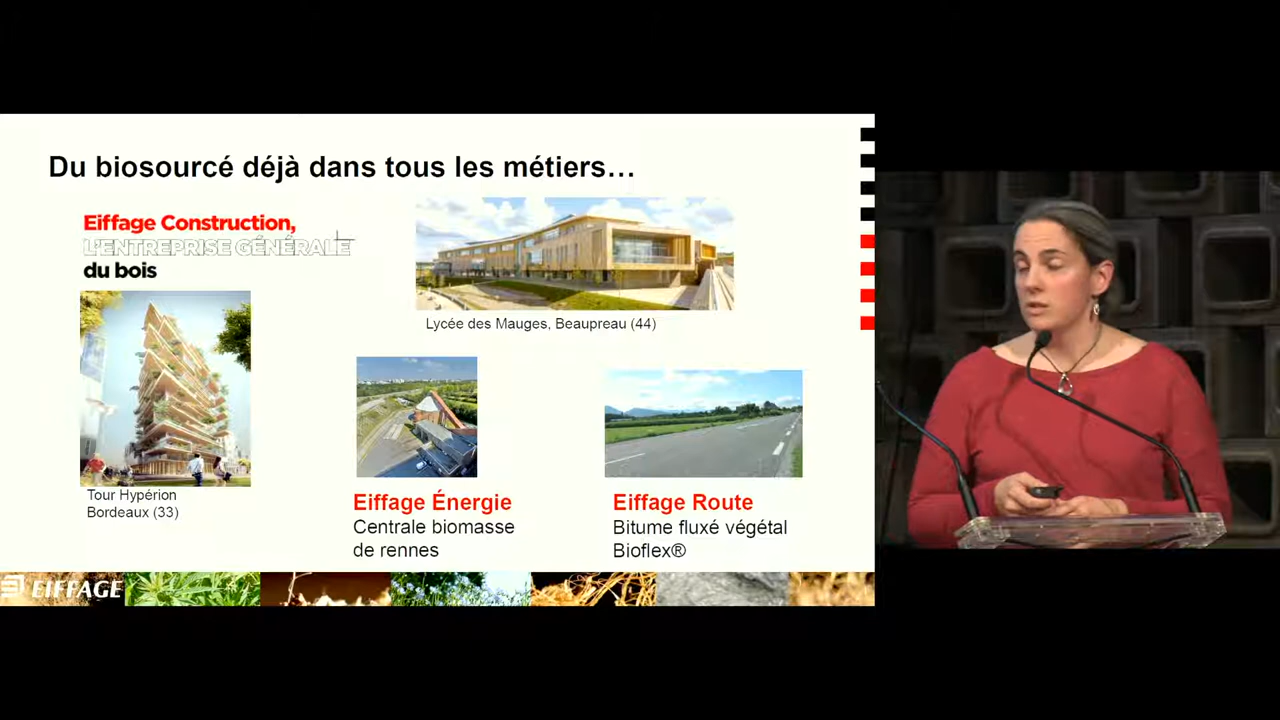 Du biosourcé déjà dans tous les métiers…
Eiffage Construction,
L'ENTREPRISE GÉNÉRALE
du bois
Lycée des Mauges, Beaupreau (44)
Tour Hypérion
Bordeaux (33)
Eiffage Énergie
Centrale biomasse
de rennes
Eiffage Route
Bitume fluxé végétal
Bioflex®
EIFFAGE